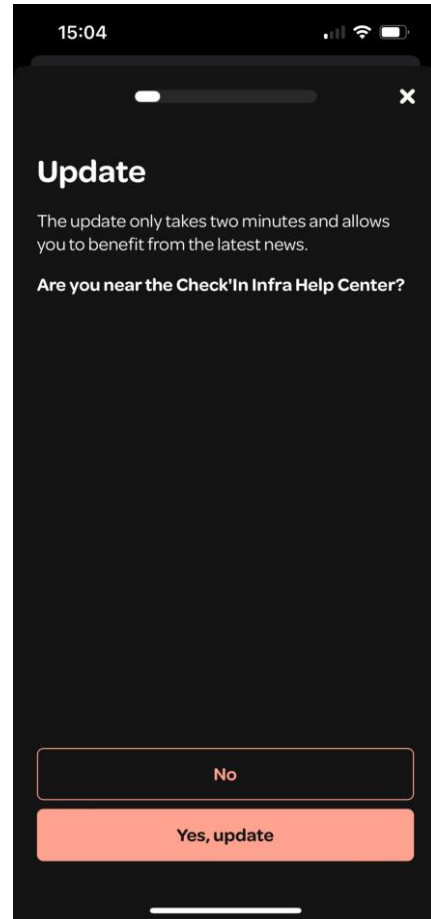 15:04
Update
The update only takes two minutes and allows
you to benefit from the latest news.
Are you near the Check'In Infra Help Center?
No
Yes, update